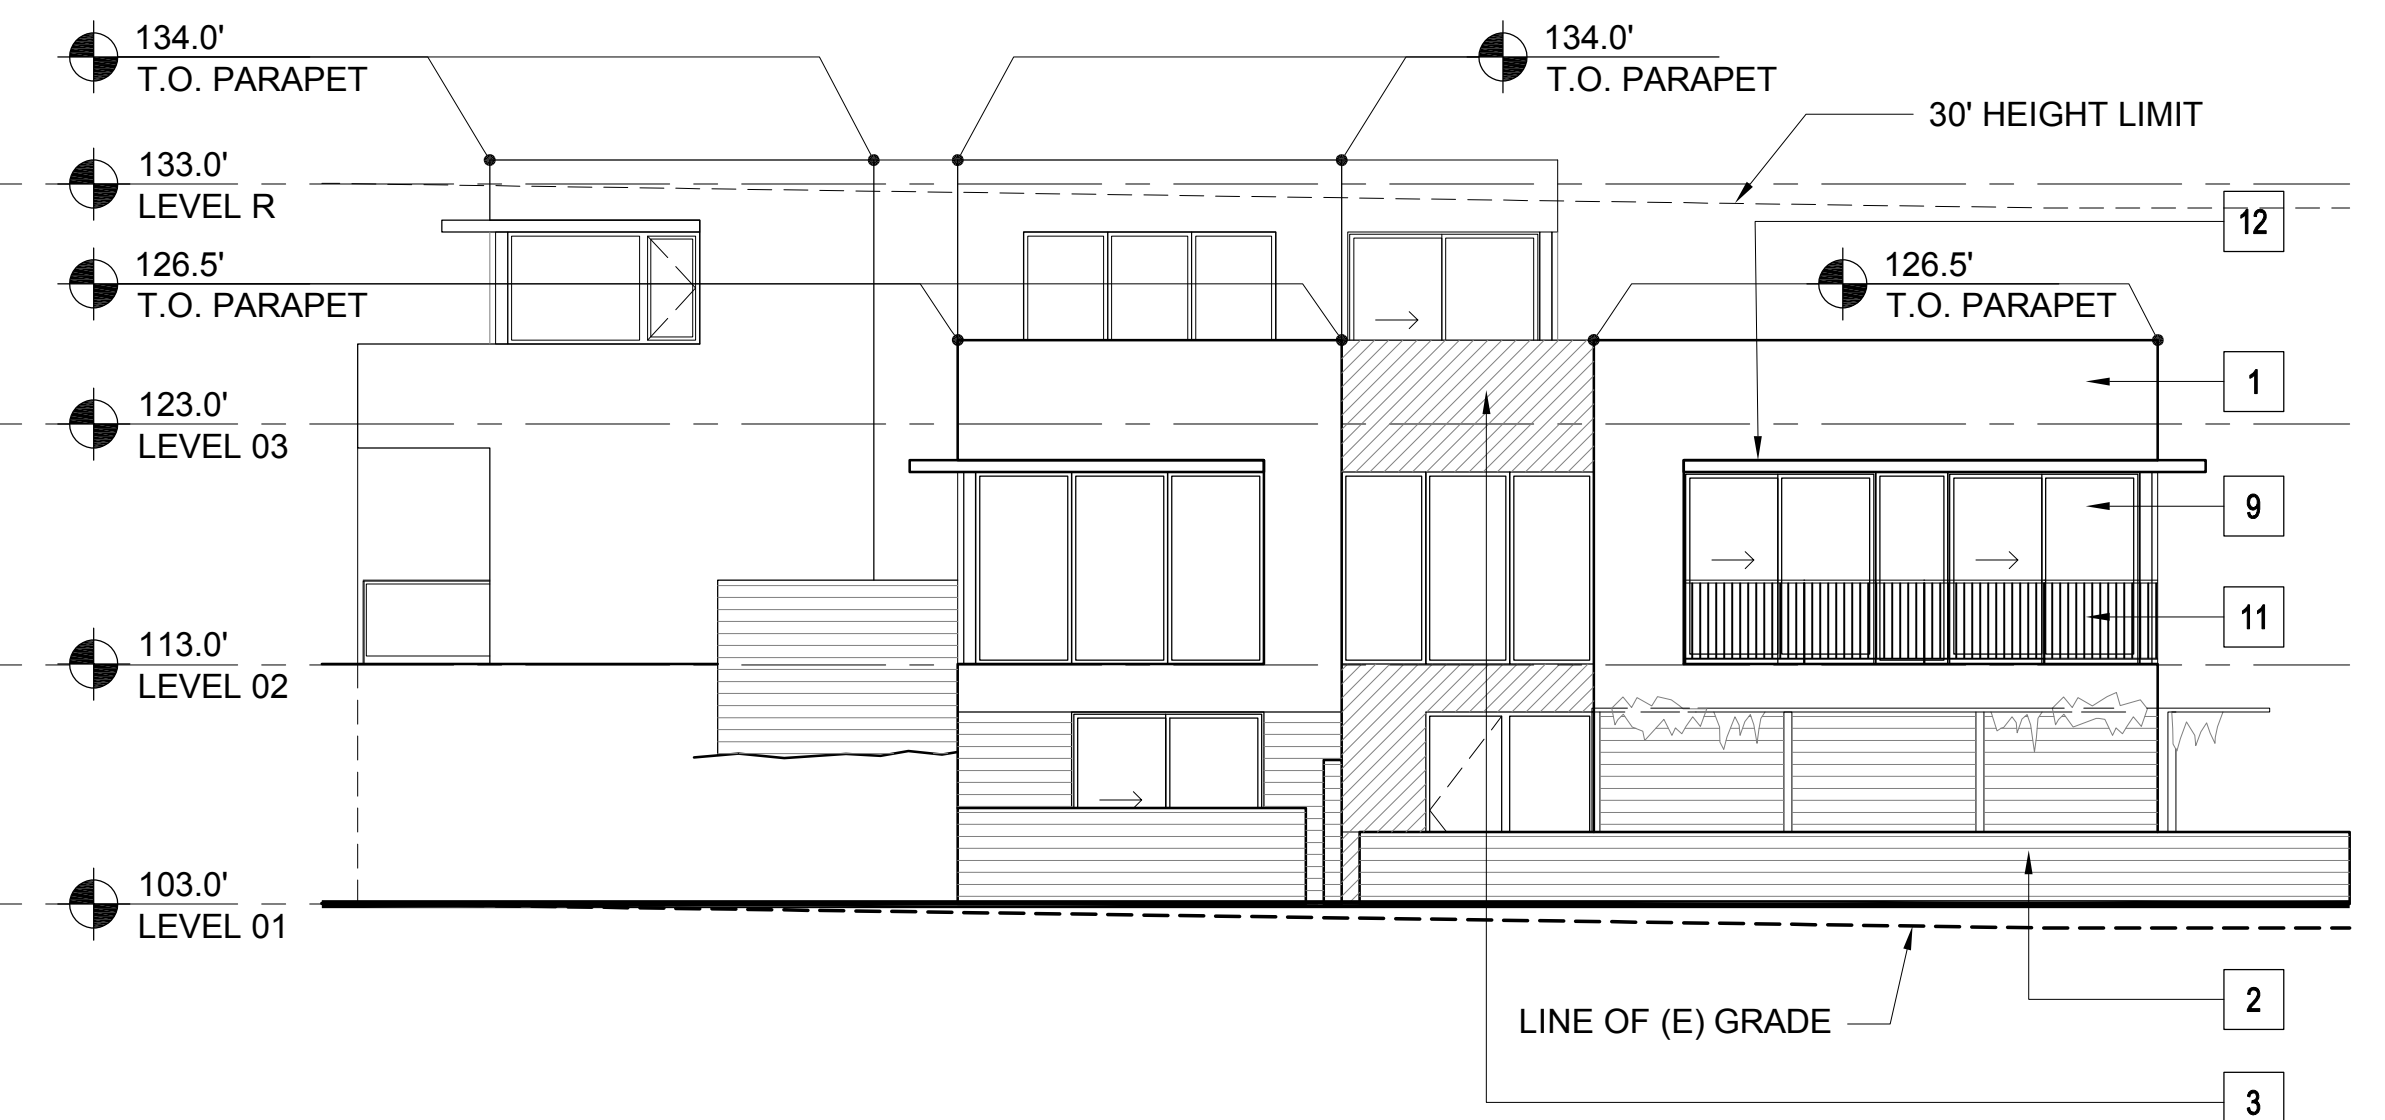 134.0'
T.O. PARAPET
134.0'
T.O. PARAPET
30' HEIGHT LIMIT
133.0'
LEVEL R
12
126.5'
T.O. PARAPET
126.5'
T.O. PARAPET
1
123.0'
LEVEL 03
9
11
113.0'
LEVEL 02
103.0'
LEVEL 01
2
LINE OF (E) GRADE
3